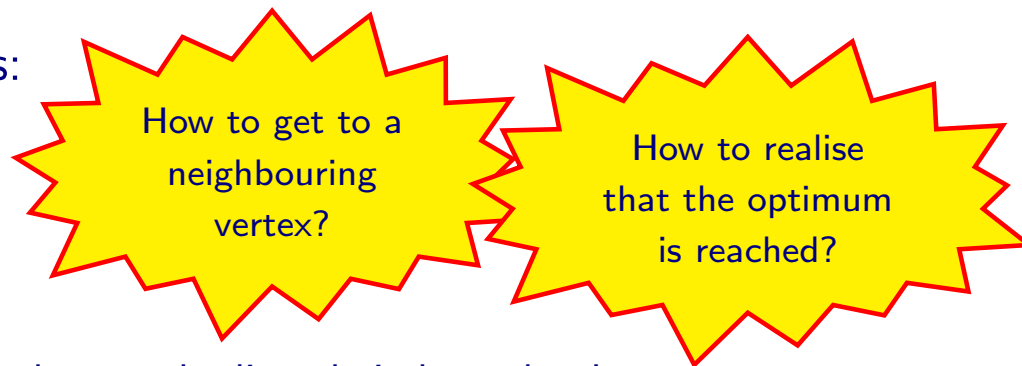 s:
How to get to a
neighbouring
vertex?
How to realise
that the optimum
is reached?